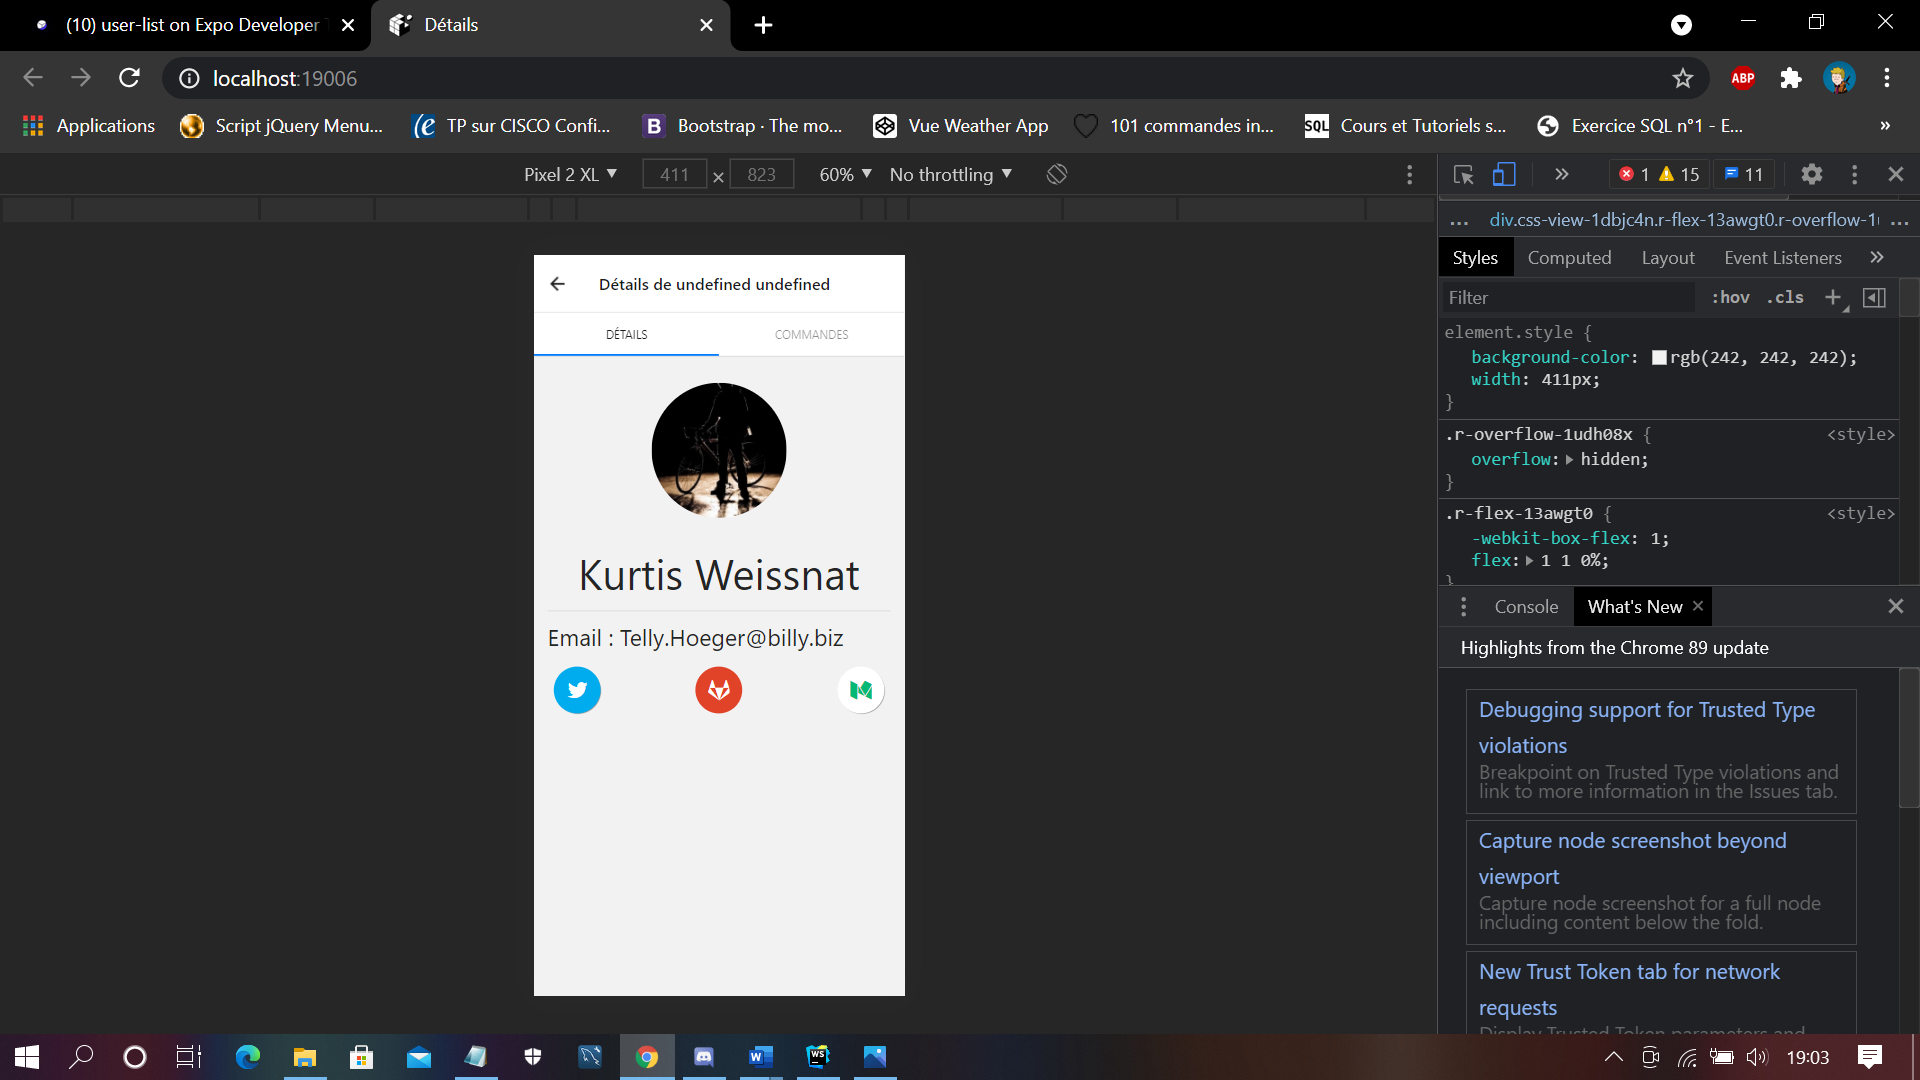 (10) user-list on Expo Developer
Détails
localhost:19006
ABP
Applications
Script jQuery Menu...
TP sur CISCO Confi...
B
Bootstrap · The mo...
Vue Weather App
101 commandes in...
SQL
Cours et Tutoriels s...
Exercice SQL n°1 - E...
»
Pixel 2 XL ▼
411
×
823
60% ▼
No throttling ▼
»
1
15
11
... div.css-view-1dbjc4n.r-flex-13awgt0.r-overflow-1 ...
Styles
Computed
Layout
Event Listeners
»
Filter
:hov
.cls
+
element.style {
background-color: rgb(242, 242, 242);
width: 411px;
}
.r-overflow-1udh08x {
<style>
overflow: hidden;
}
.r-flex-13awgt0 {
<style>
-webkit-box-flex: 1;
flex: 1 1 0%;
}
Détails de undefined undefined
DÉTAILS
COMMANDES
Kurtis Weissnat
Email : Telly.Hoeger@billy.biz
Console
What's New
Highlights from the Chrome 89 update
Debugging support for Trusted Type
violations
Breakpoint on Trusted Type violations and
link to more information in the Issues tab.
Capture node screenshot beyond
viewport
Capture node screenshot for a full node
including content below the fold.
New Trust Token tab for network
requests
Display Trusted Token parameters and
WS
19:03